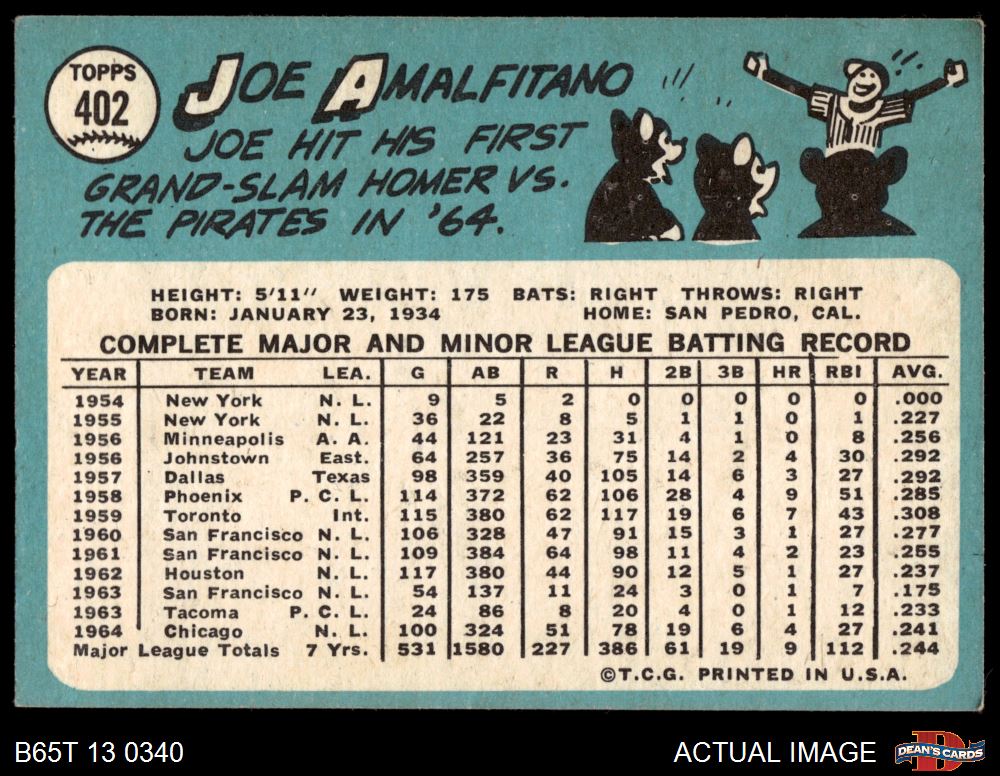 TOPPS
402
JOE AMALFITANO
JOE HIT HIS FIRST
GRAND-SLAM HOMER VS.
THE PIRATES IN '64.
HEIGHT: 5'11" WEIGHT: 175 BATS: RIGHT THROWS: RIGHT
BORN: JANUARY 23, 1934 HOME: SAN PEDRO, CAL.
COMPLETE MAJOR AND MINOR LEAGUE BATTING RECORD
YEAR TEAM LEA. G AB R H 2B 3B HR RBI AVG.
1954 New York N. L. 9 5 2 0 0 0 0 0 .000
1955 New York N. L. 36 22 8 5 1 1 0 1 .227
1956 Minneapolis A. A. 44 121 23 31 4 1 0 8 .256
1956 Johnstown East. 64 257 36 75 14 2 4 30 .292
1957 Dallas Texas 98 359 40 105 14 6 3 27 .292
1958 Phoenix P. C. L. 114 372 62 106 28 4 9 51 .285
1959 Toronto Int. 115 380 62 117 19 6 7 43 .308
1960 San Francisco N. L. 106 328 47 91 15 3 1 27 .277
1961 San Francisco N. L. 109 384 64 98 11 4 2 23 .255
1962 Houston N. L. 117 380 44 90 12 5 1 27 .237
1963 San Francisco N. L. 54 137 11 24 3 0 1 7 .175
1963 Tacoma P. C. L. 24 86 8 20 4 0 1 12 .233
1964 Chicago N. L. 100 324 51 78 19 6 4 27 .241
Major League Totals 7 Yrs. 531 1580 227 386 61 19 9 112 .244
©T.C.G. PRINTED IN U.S.A.
B65T 13 0340 ACTUAL IMAGE DEAN'S CARDS